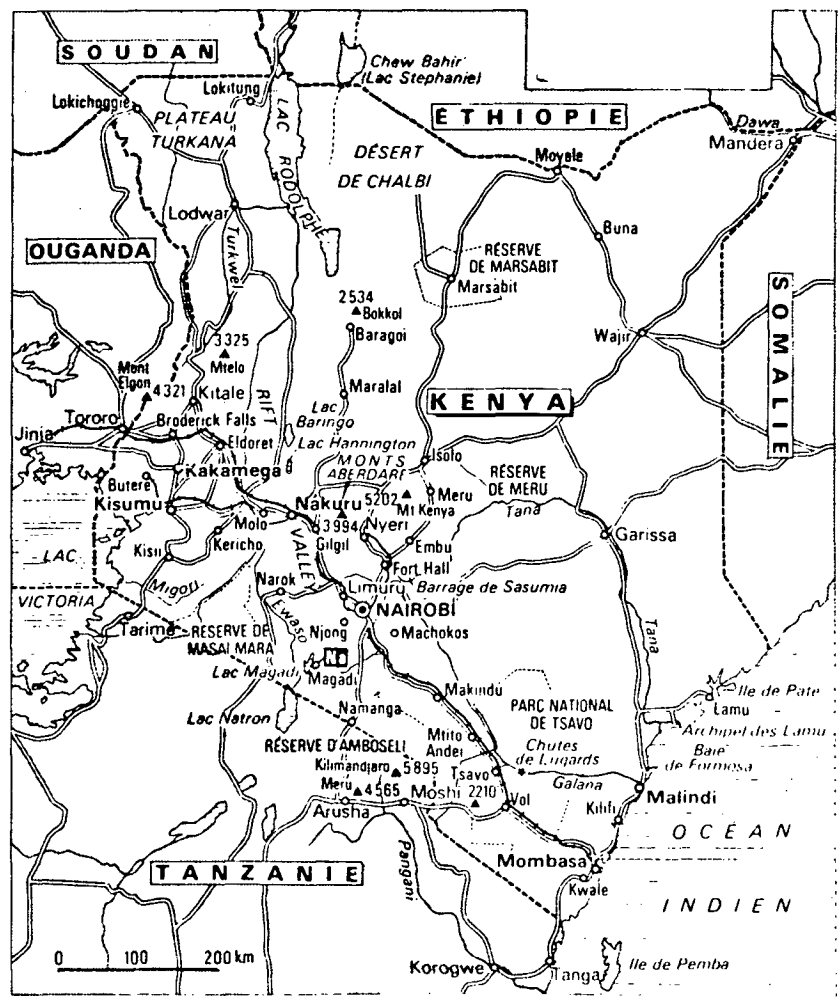 SOUDAN
Chew Bahir
(Lac Stephanie)
Lokitung
Lokichoggie
PLATEAU
TURKANA
LAC RODOLPHE
ÉTHIOPIE
Dawa
Mandera
DÉSERT
DE CHALBI
Moyale
Lodwar
Turkwel
Buna
OUGANDA
RÉSERVE
DE MARSABIT
Marsabit
SOMALIE
2534
Bokkol
Baragoi
Wajir
3325
Mtelo
Mont
Elgon
4321
Kitale
RIFT
Maralal
KENYA
Lac
Baringo
Tororo
Broderick Falls
Jinja
Eldoret
Lac Hannington
MONTS
ABERDARE
Isolo
Kakamega
RÉSERVE
DE MERU
Butere
Nakuru
5202
Meru
Mt Kenya
Tana
Kisumu
Molo
3994
Nyeri
Garissa
VALLEY
Gilgil
Embu
LAC
Kisii
Kericho
Fort Hall
Migori
Narok
Limuru
Barrage de Sasumia
VICTORIA
Ewaso
NAIROBI
Tarima
RÉSERVE DE
MASAI MARA
Njong
Machokos
Tana
Ng
Lac Magadi
Magadi
Makindu
Ile de Pate
Lamu
Lac Natron
Namanga
PARC NATIONAL
DE TSAVO
Archipel des Lamu
Mtito
Andei
RÉSERVE D'AMBOSELI
Chutes
de Lugards
Baie
de Formosa
Kilimandjaro
5895
Tsavo
Galana
Meru
4565
Moshi
2210
Voi
Malindi
Arusha
Kilifi
OCÉAN
Pangani
Mombasa
TANZANIE
Kwale
INDIEN
0 100 200 km
Korogwe
Tanga
Ile de Pemba